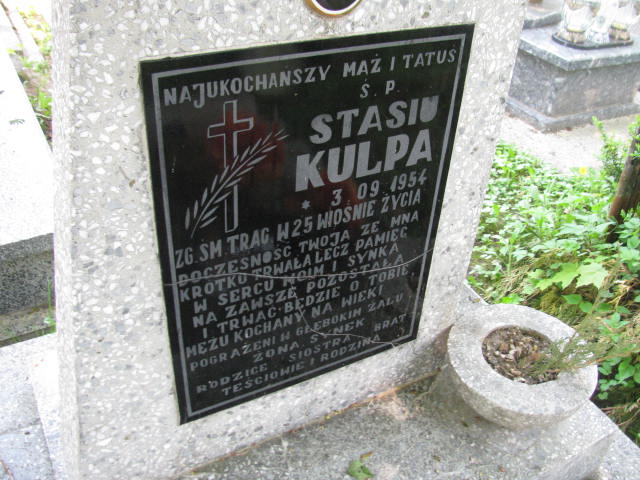 NAJUKOCHAŃSZY MĄŻ I TATUŚ
Ś. P.
STASIU
KULPA
* 3. 09. 1954
ZG. ŚM. TRAG. W 25 WIOŚNIE ŻYCIA
DOCZESNOŚĆ TWOJA ZE MNĄ
KRÓTKO TRWAŁA LECZ PAMIĘĆ
W SERCU MOIM I SYNKA
NA ZAWSZE POZOSTAŁA
I TRWAĆ BĘDZIE O TOBIE
MĘŻU KOCHANY NA WIEKI
POGRĄŻENI W GŁĘBOKIM ŻALU
ŻONA, SYNEK, BRAT,
RODZICE, SIOSTRA,
TEŚCIOWIE I RODZINA